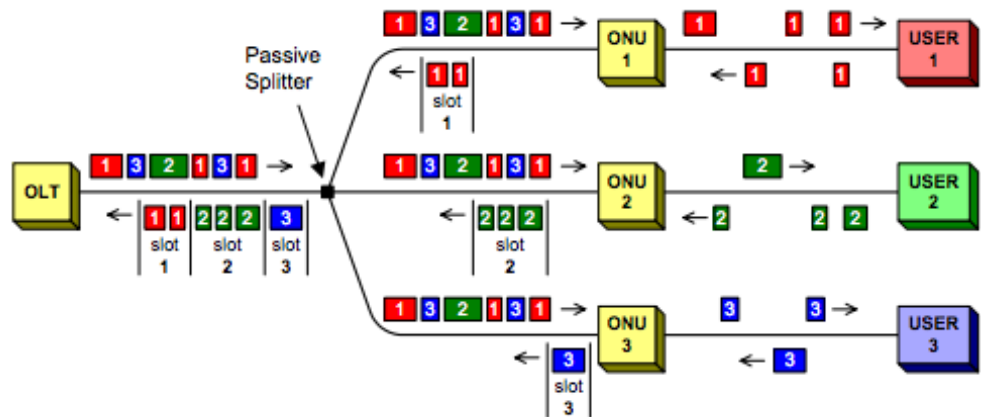 1 3 2 1 3 1
1 1 1
Passive
Splitter
ONU
1
USER
1
1 1
slot
1
1 1
1 3 2 1 3 1
1 3 2 1 3 1
2
OLT
ONU
2
USER
2
1 1 2 2 2 3
slot slot slot
1 2 3
2 2 2
slot
2
2 2 2
1 3 2 1 3 1
3 3
ONU
3
USER
3
3
slot
3
3